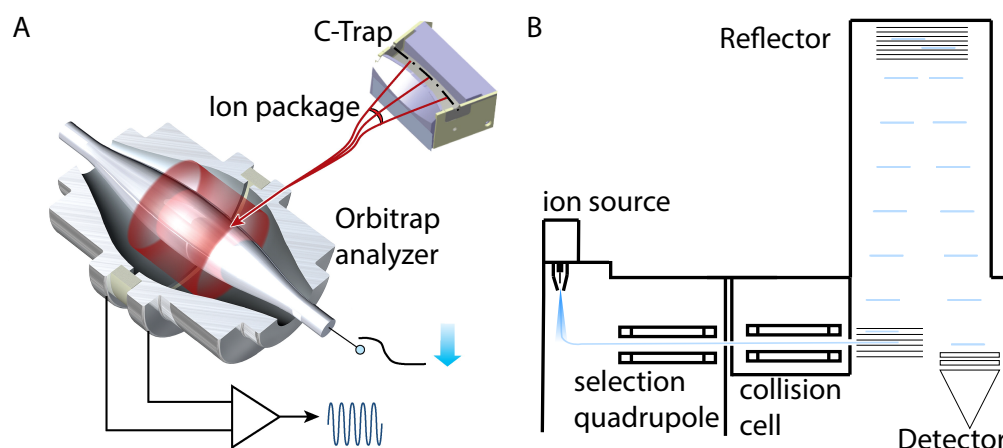 A
C-Trap
Ion package
Orbitrap
analyzer
B
Reflector
ion source
selection
quadrupole
collision
cell
Detector